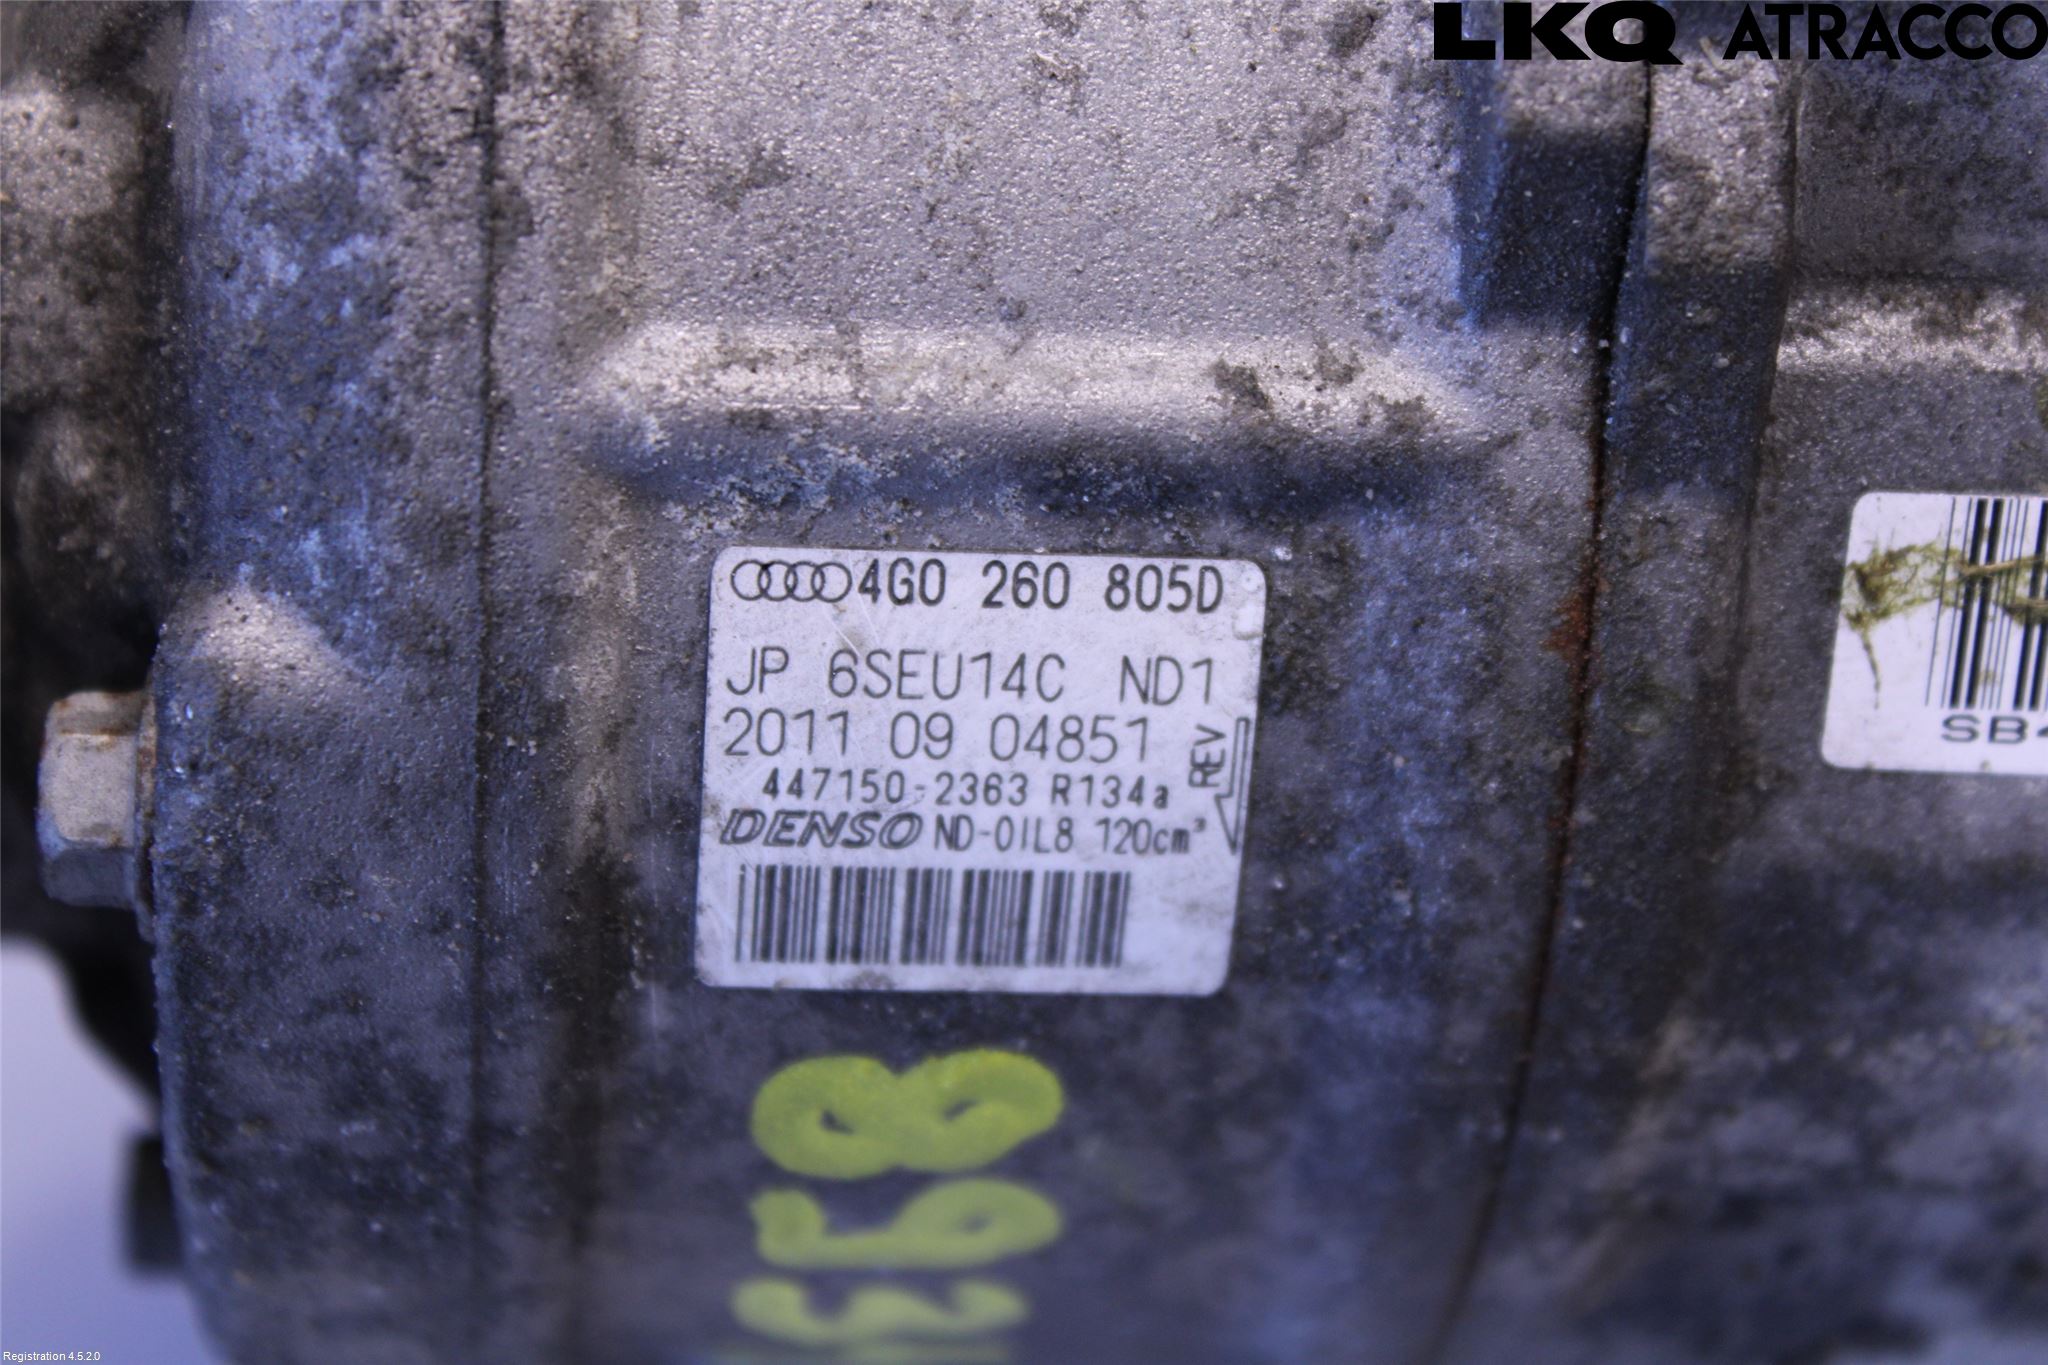 LKQ ATRACCO
4G0 260 805D
JP 6SEU14C ND1
2011 09 04851
REV
447150-2363 R134a
DENSO ND-OIL8 120cm³
SB4
Registration 4.5.2.0